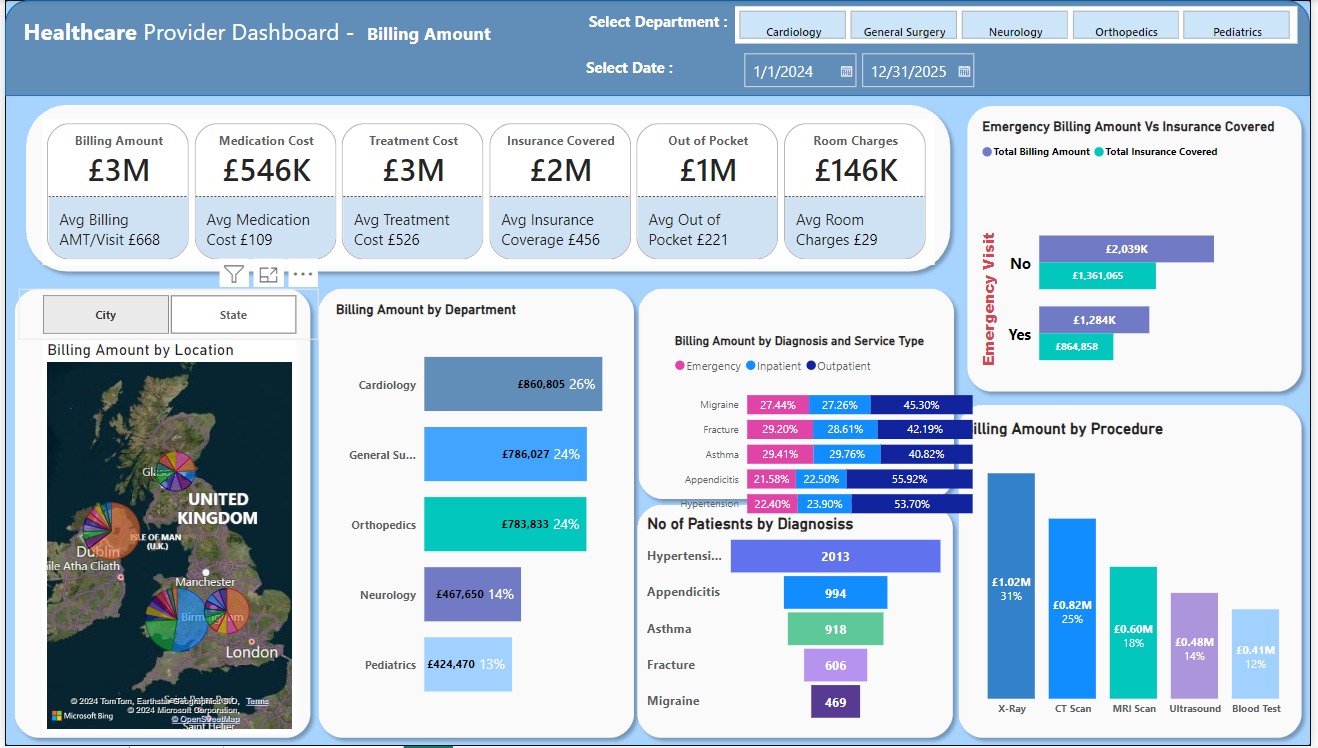 Healthcare Provider Dashboard - Billing Amount
Select Department :
Cardiology
General Surgery
Neurology
Orthopedics
Pediatrics
Select Date :
1/1/2024
12/31/2025
Billing Amount
£3M
Avg Billing
AMT/Visit £668
Medication Cost
£546K
Avg Medication
Cost £109
Treatment Cost
£3M
Avg Treatment
Cost £526
Insurance Covered
£2M
Avg Insurance
Coverage £456
Out of Pocket
£1M
Avg Out of
Pocket £221
Room Charges
£146K
Avg Room
Charges £29
Emergency Billing Amount Vs Insurance Covered
Total Billing Amount Total Insurance Covered
Emergency Visit
No
£2,039K
£1,361,065
Yes
£1,284K
£864,858
City
State
Billing Amount by Location
UNITED
KINGDOM
ISLE OF MAN
(U.K.)
Dublin
ile Atha Cliath
Manchester
Birmingham
London
Saint Helier
© 2024 TomTom, Earthstar Geographics SIO, Terms
© 2024 Microsoft Corporation,
Microsoft Bing
© OpenStreetMap
Billing Amount by Department
Cardiology £860,805 26%
General Su... £786,027 24%
Orthopedics £783,833 24%
Neurology £467,650 14%
Pediatrics £424,470 13%
Billing Amount by Diagnosis and Service Type
Emergency Inpatient Outpatient
Migraine 27.44% 27.26% 45.30%
Fracture 29.20% 28.61% 42.19%
Asthma 29.41% 29.76% 40.82%
Appendicitis 21.58% 22.50% 55.92%
Hypertension 22.40% 23.90% 53.70%
No of Patiesnts by Diagnosiss
Hypertensi... 2013
Appendicitis 994
Asthma 918
Fracture 606
Migraine 469
illing Amount by Procedure
£1.02M
31%
£0.82M
25%
£0.60M
18%
£0.48M
14%
£0.41M
12%
X-Ray
CT Scan
MRI Scan
Ultrasound
Blood Test